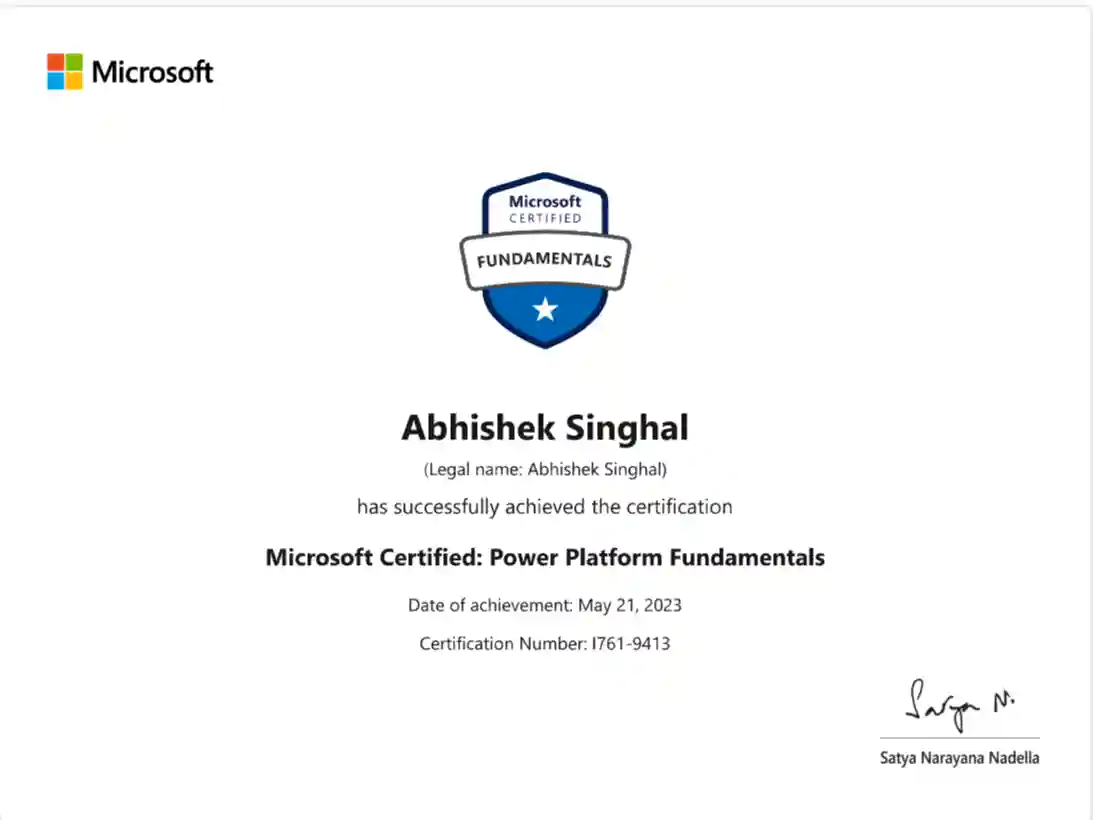 Microsoft
Microsoft
CERTIFIED
FUNDAMENTALS
Abhishek Singhal
(Legal name: Abhishek Singhal)
has successfully achieved the certification
Microsoft Certified: Power Platform Fundamentals
Date of achievement: May 21, 2023
Certification Number: I761-9413
Satya N.
Satya Narayana Nadella